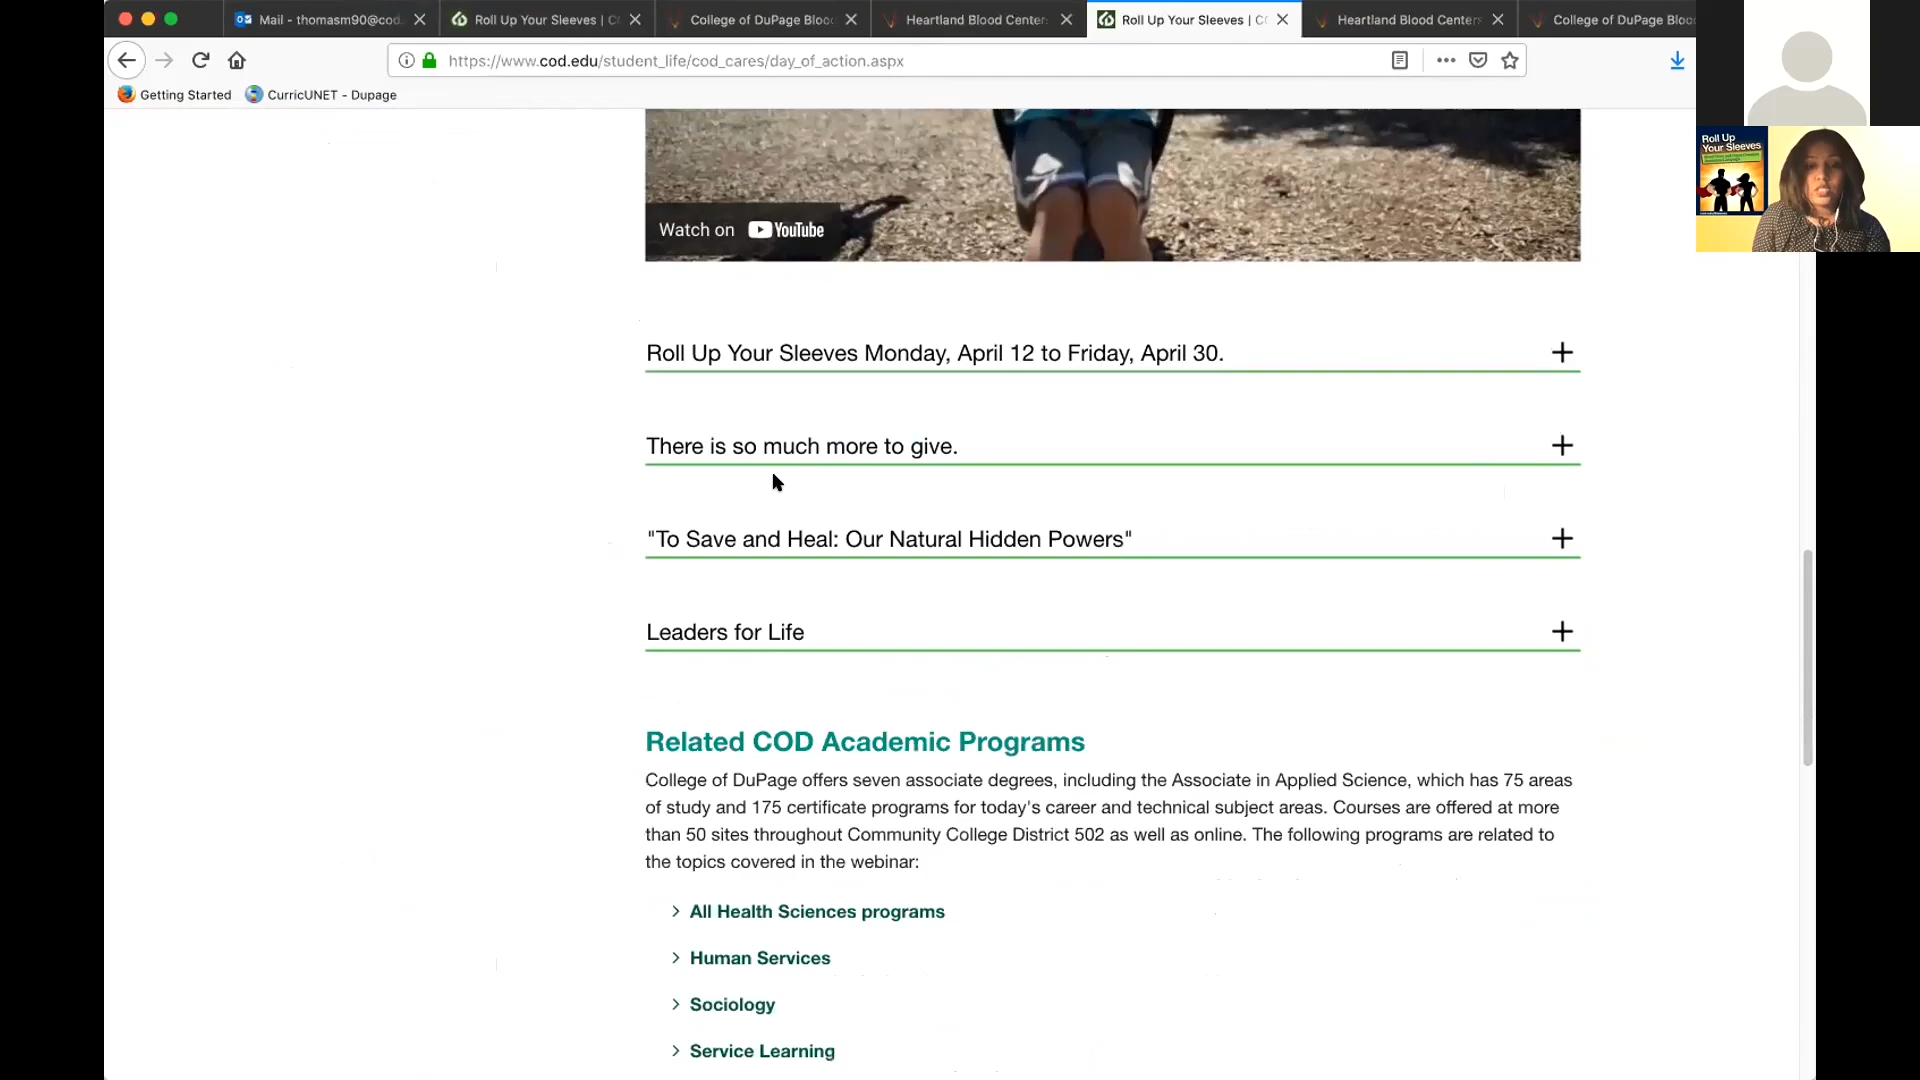 Mail - thomasm90@cod.
Roll Up Your Sleeves | C
College of DuPage Blood
Heartland Blood Center
Roll Up Your Sleeves | CO
Heartland Blood Centers
College of DuPage Bloo
https://www.cod.edu/student_life/cod_cares/day_of_action.aspx
Getting Started
CurricUNET - Dupage
Roll Up
Your Sleeves
Watch on YouTube
Roll Up Your Sleeves Monday, April 12 to Friday, April 30.
There is so much more to give.
"To Save and Heal: Our Natural Hidden Powers"
Leaders for Life
Related COD Academic Programs
College of DuPage offers seven associate degrees, including the Associate in Applied Science, which has 75 areas
of study and 175 certificate programs for today's career and technical subject areas. Courses are offered at more
than 50 sites throughout Community College District 502 as well as online. The following programs are related to
the topics covered in the webinar:
All Health Sciences programs
Human Services
Sociology
Service Learning